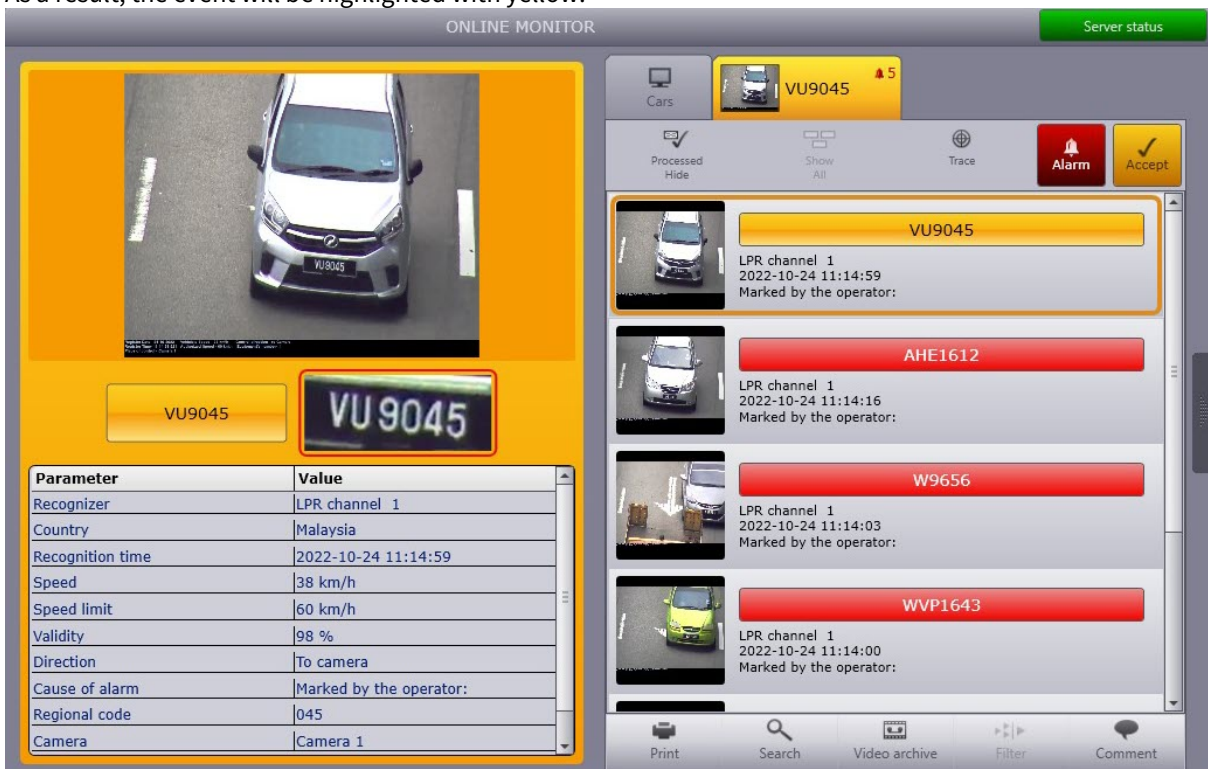 As a result, the event will be highlighted with yellow.
ONLINE MONITOR
Server status
VU9045
VU9045
VU 9045
Parameter Value
Recognizer LPR channel 1
Country Malaysia
Recognition time 2022-10-24 11:14:59
Speed 38 km/h
Speed limit 60 km/h
Validity 98 %
Direction To camera
Cause of alarm Marked by the operator:
Regional code 045
Camera Camera 1
Cars
VU9045
5
Processed
Hide
Show
All
Trace
Alarm
Accept
VU9045
LPR channel 1
2022-10-24 11:14:59
Marked by the operator:
AHE1612
LPR channel 1
2022-10-24 11:14:16
Marked by the operator:
W9656
LPR channel 1
2022-10-24 11:14:03
Marked by the operator:
WVP1643
LPR channel 1
2022-10-24 11:14:00
Marked by the operator:
Print
Search
Video archive
Filter
Comment